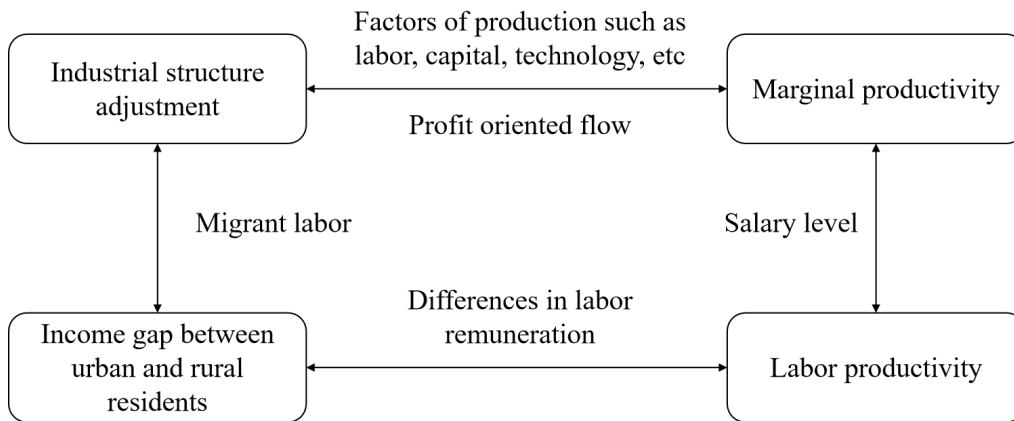 Factors of production such as
labor, capital, technology, etc
Industrial structure
adjustment
Marginal productivity
Profit oriented flow
Migrant labor
Salary level
Differences in labor
remuneration
Income gap between
urban and rural
residents
Labor productivity